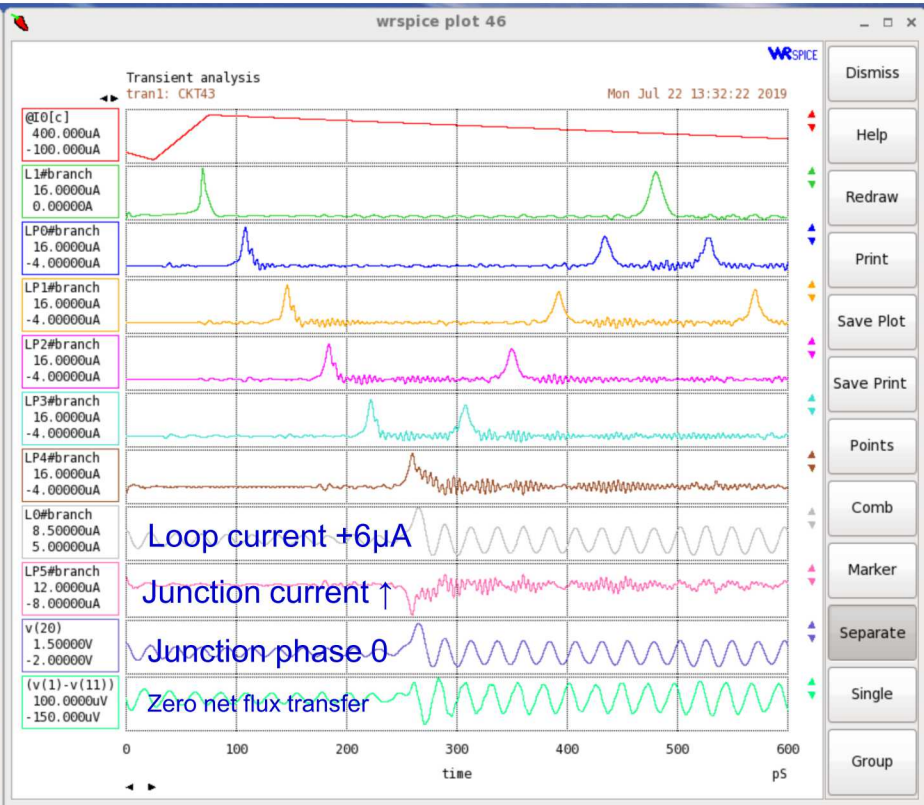 wrspice plot 46
WRSPICE
Transient analysis
tran1: CKT43
Mon Jul 22 13:32:22 2019
@I0[c]
400.000uA
-100.000uA
L1#branch
16.0000uA
0.00000A
LP0#branch
16.0000uA
-4.00000uA
LP1#branch
16.0000uA
-4.00000uA
LP2#branch
16.0000uA
-4.00000uA
LP3#branch
16.0000uA
-4.00000uA
LP4#branch
16.0000uA
-4.00000uA
L0#branch
8.50000uA
5.00000uA
Loop current +6μA
LP5#branch
12.0000uA
-8.00000uA
Junction current ↑
v(20)
1.50000V
-2.00000V
Junction phase 0
(v(1)-v(11))
100.000uV
-150.000uV
Zero net flux transfer
0 100 200 300 400 500 600
time pS
Dismiss
Help
Redraw
Print
Save Plot
Save Print
Points
Comb
Marker
Separate
Single
Group